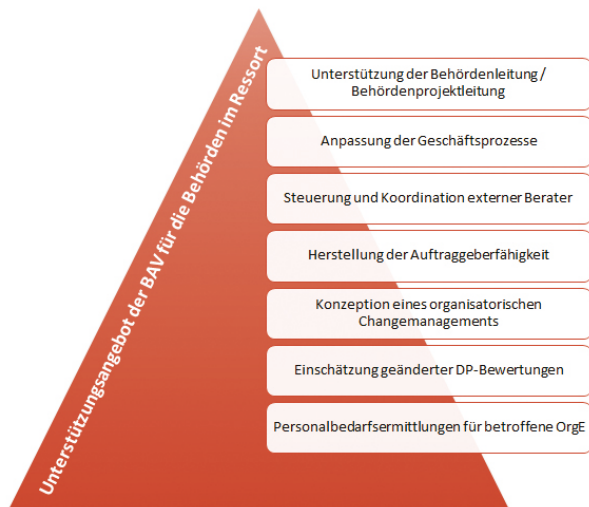 Unterstützungsangebot der BAV für die Behörden im Ressort
Unterstützung der Behördenleitung /
Behördenprojektleitung
Anpassung der Geschäftsprozesse
Steuerung und Koordination externer Berater
Herstellung der Auftraggeberfähigkeit
Konzeption eines organisatorischen
Changemanagements
Einschätzung geänderter DP-Bewertungen
Personalbedarfsermittlungen für betroffene OrgE